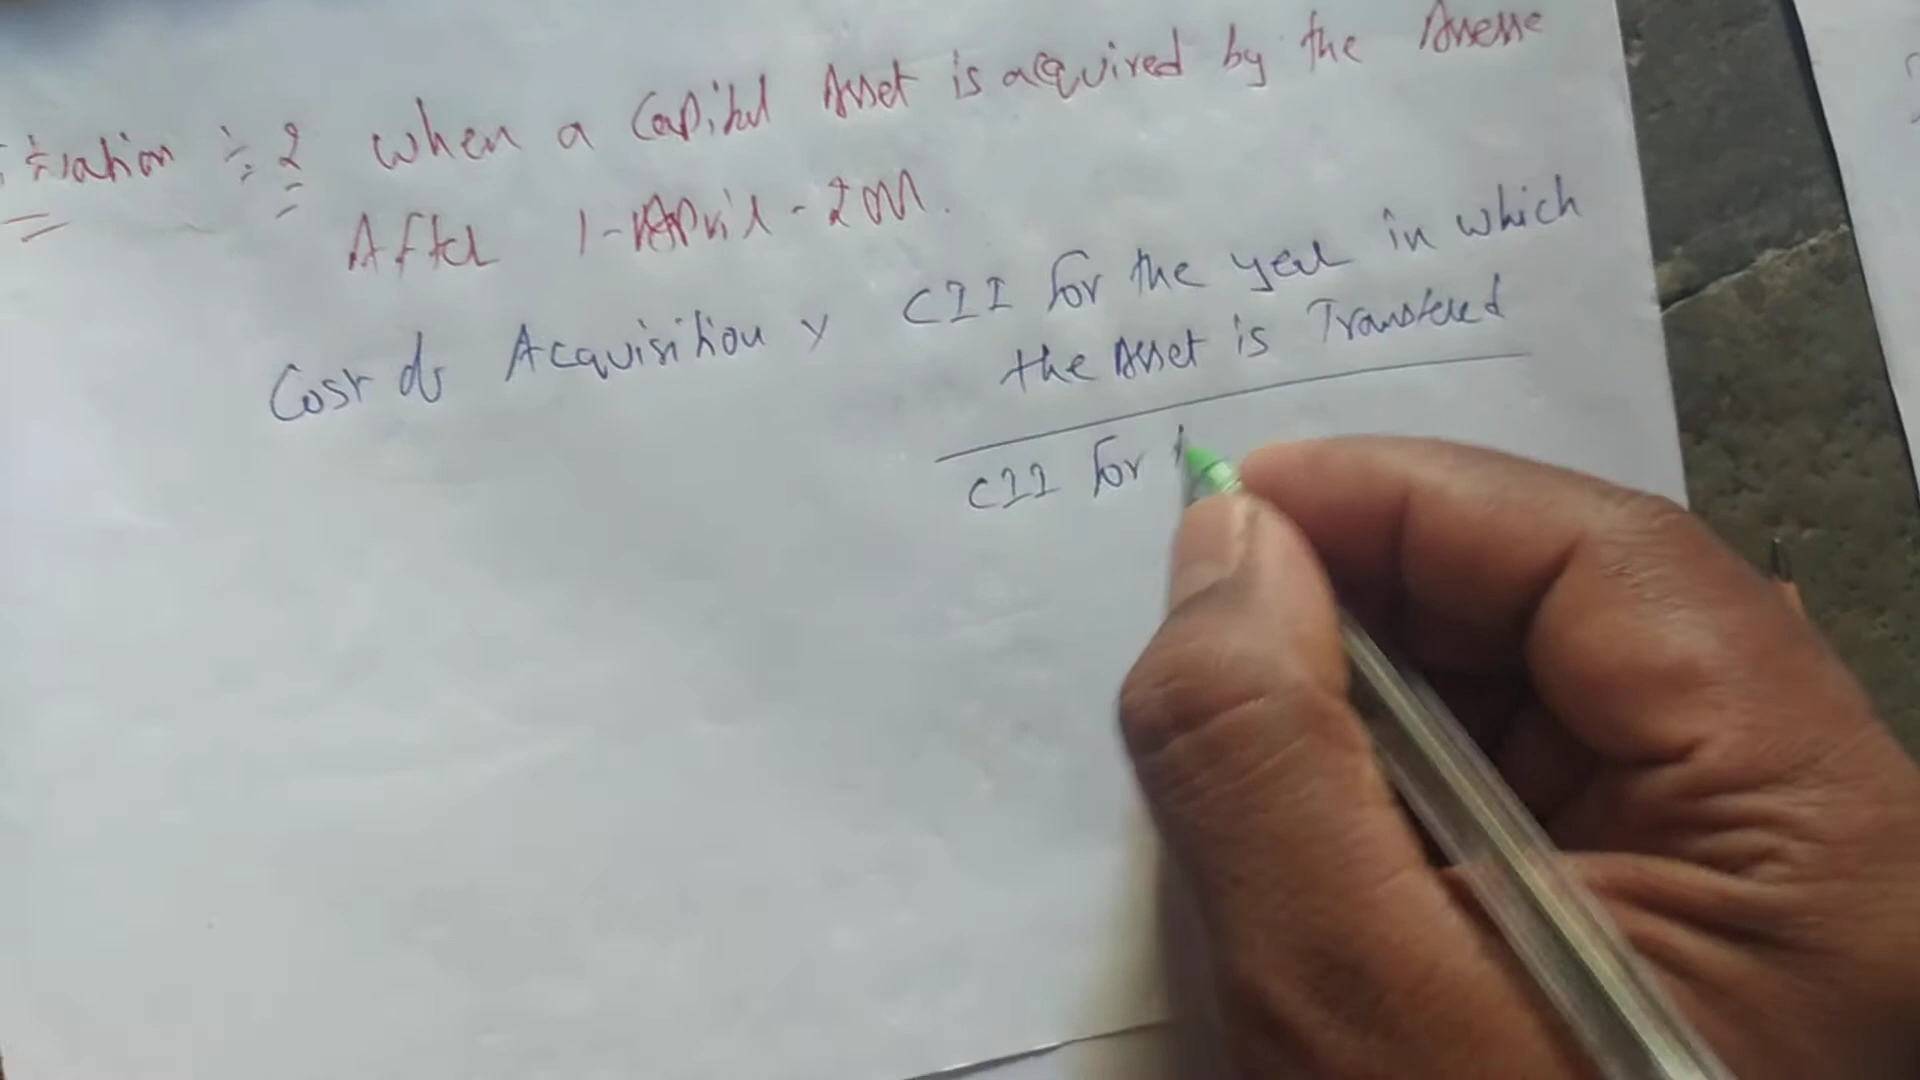 ÷ 2 when a Capital Asset is acquired by the Assesse
After 1-April-2001.
Cost of Acquisition x CII for the year in which
the Asset is Transfered
CII for